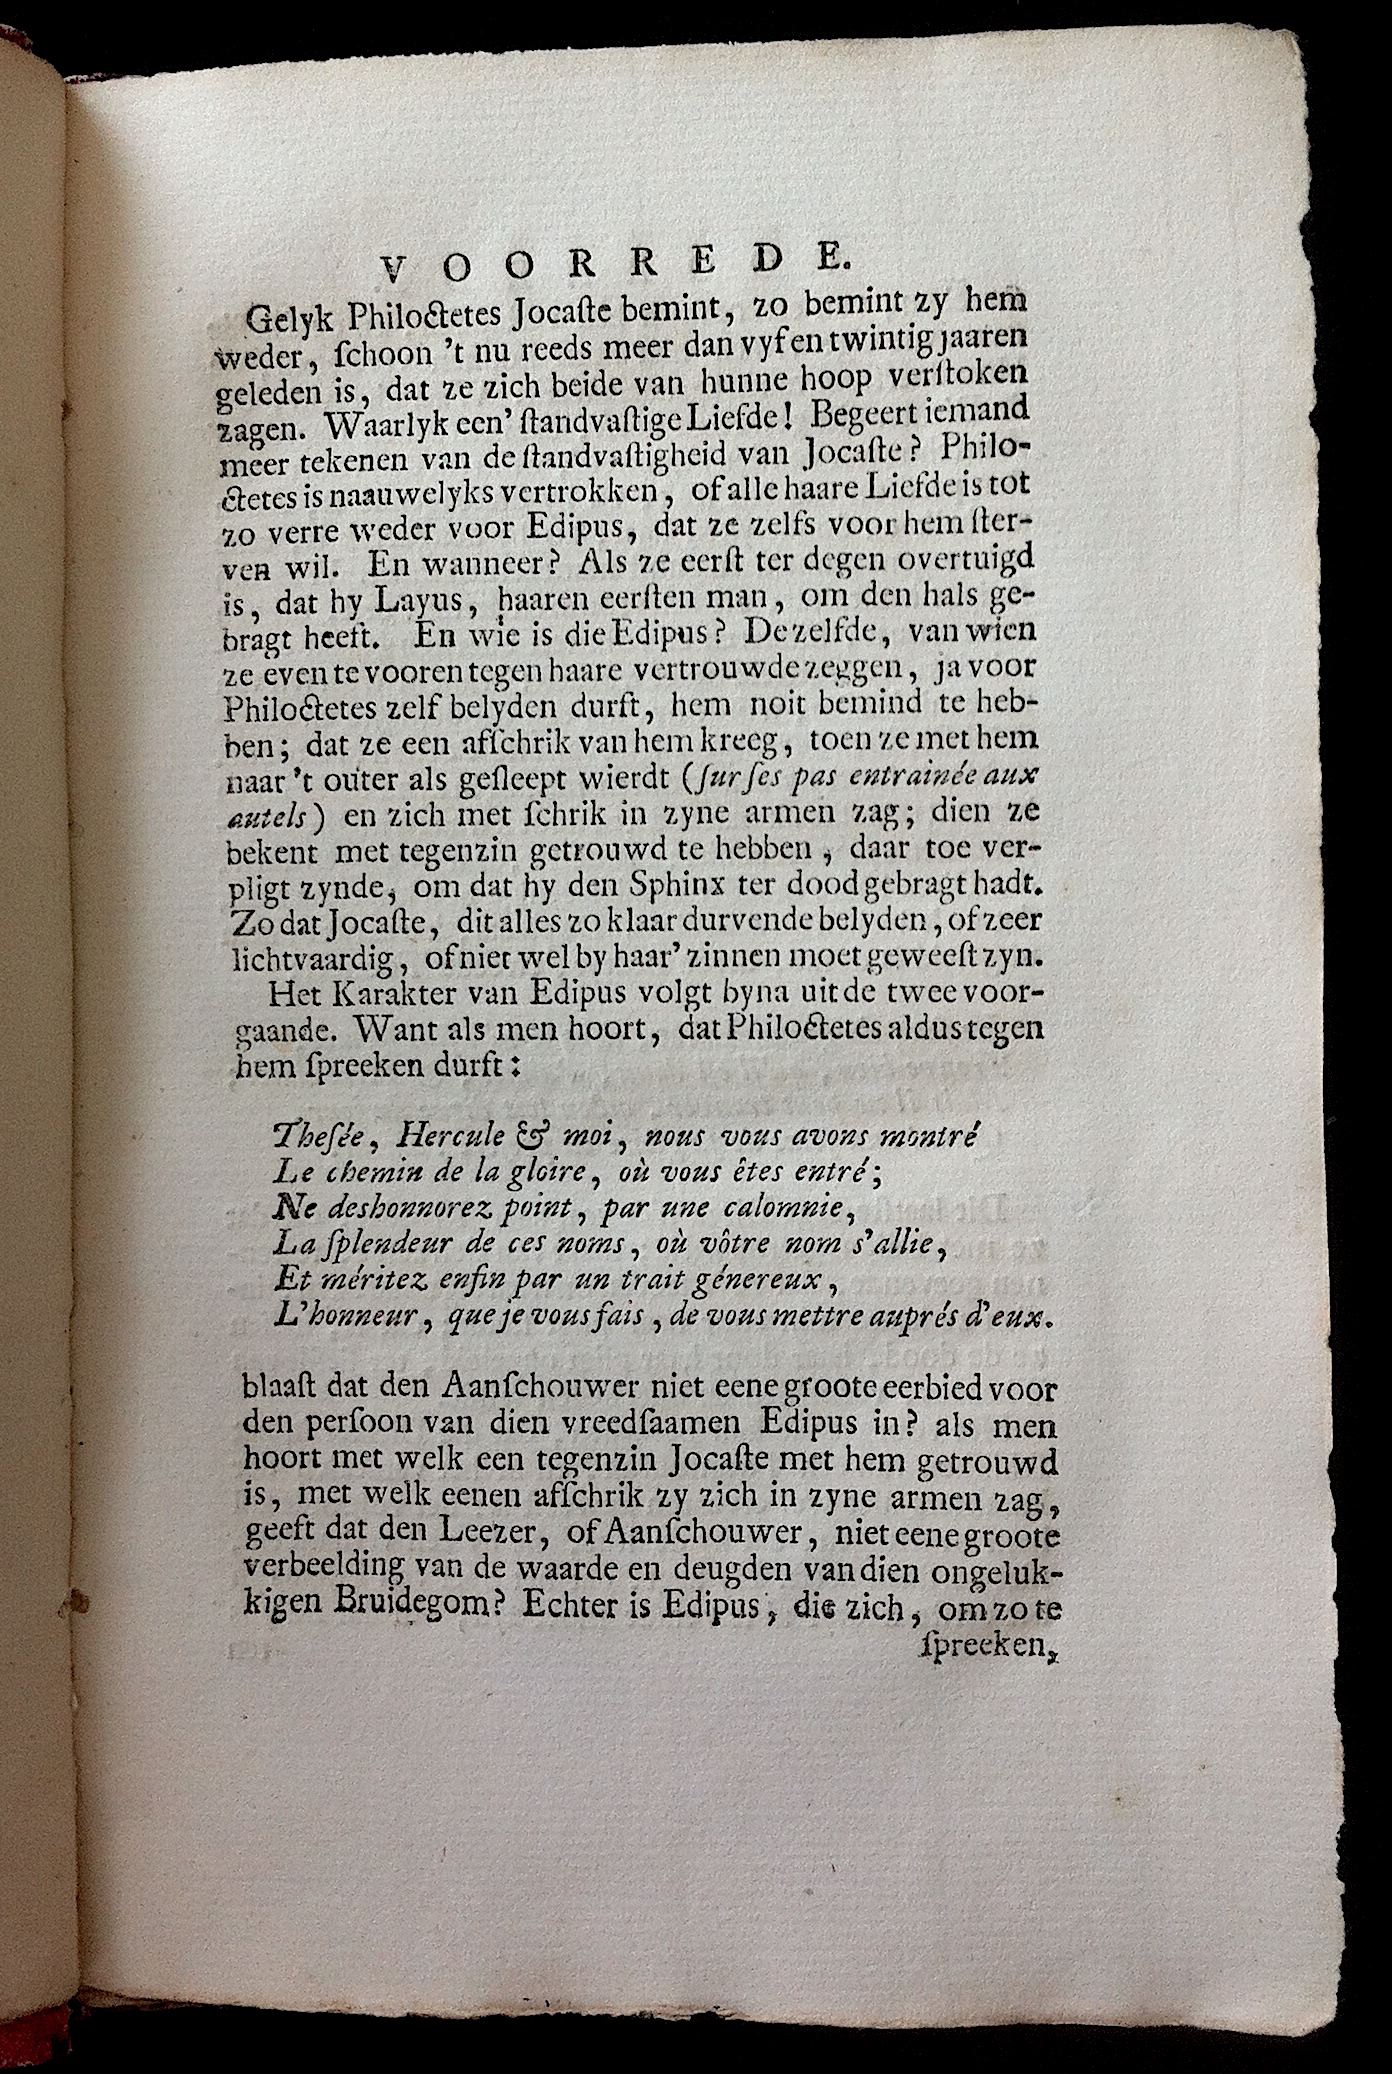 VOORREDE.
Gelyk Philoctetes Jocaſte bemint, zo bemint zy hem
weder, ſchoon 't nu reeds meer dan vyf en twintig jaaren
geleden is, dat ze zich beide van hunne hoop verſtoken
zagen. Waarlyk een' ſtandvaſtige Liefde! Begeert iemand
meer tekenen van de ſtandvaſtigheid van Jocaſte? Philo-
ctetes is naauwelyks vertrokken, of alle haare Liefde is tot
zo verre weder voor Edipus, dat ze zelfs voor hem ſter-
ven wil. En wanneer? Als ze eerſt ter degen overtuigd
is, dat hy Layus, haaren eerſten man, om den hals ge-
bragt heeft. En wie is die Edipus? Dezelfde, van wien
ze even te vooren tegen haare vertrouwde zeggen, ja voor
Philoctetes zelf belyden durft, hem noit bemind te heb-
ben; dat ze een afſchrik van hem kreeg, toen ze met hem
naar 't outer als geſleept wierdt (ſur ſes pas entrainée aux
autels) en zich met ſchrik in zyne armen zag; dien ze
bekent met tegenzin getrouwd te hebben, daar toe ver-
pligt zynde, om dat hy den Sphinx ter dood gebragt hadt.
Zo dat Jocaſte, dit alles zo klaar durvende belyden, of zeer
lichtvaardig, of niet wel by haar' zinnen moet geweeſt zyn.
Het Karakter van Edipus volgt byna uit de twee voor-
gaande. Want als men hoort, dat Philoctetes aldus tegen
hem ſpreeken durft:
Theſée, Hercule & moi, nous vous avons montré
Le chemin de la gloire, où vous êtes entré;
Ne deshonnorez point, par une calomnie,
La ſplendeur de ces noms, où vôtre nom s'allie,
Et méritez enfin par un trait génereux,
L'honneur, que je vous fais, de vous mettre auprés d'eux.
blaaſt dat den Aanſchouwer niet eene groote eerbied voor
den perſoon van dien vreedſaamen Edipus in? als men
hoort met welk een tegenzin Jocaſte met hem getrouwd
is, met welk eenen afſchrik zy zich in zyne armen zag,
geeft dat den Leezer, of Aanſchouwer, niet eene groote
verbeelding van de waarde en deugden van dien ongeluk-
kigen Bruidegom? Echter is Edipus, die zich, om zo te
ſpreeken,